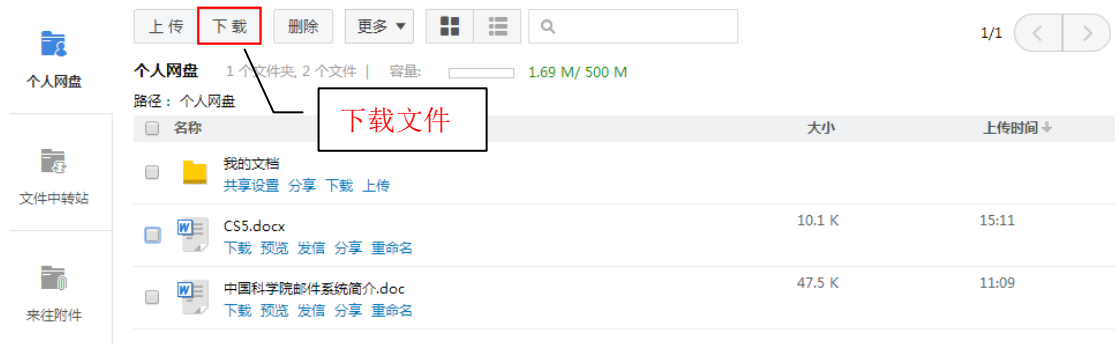 上传 下载 删除 更多
1/1
个人网盘
个人网盘 1个文件夹, 2个文件 | 容量: 1.69 M/ 500 M
路径： 个人网盘
下载文件
名称 大小 上传时间
我的文档
共享设置 分享 下载 上传
文件中转站
CS5.docx 10.1 K 15:11
下载 预览 发信 分享 重命名
中国科学院邮件系统简介.doc 47.5 K 11:09
下载 预览 发信 分享 重命名
来往附件